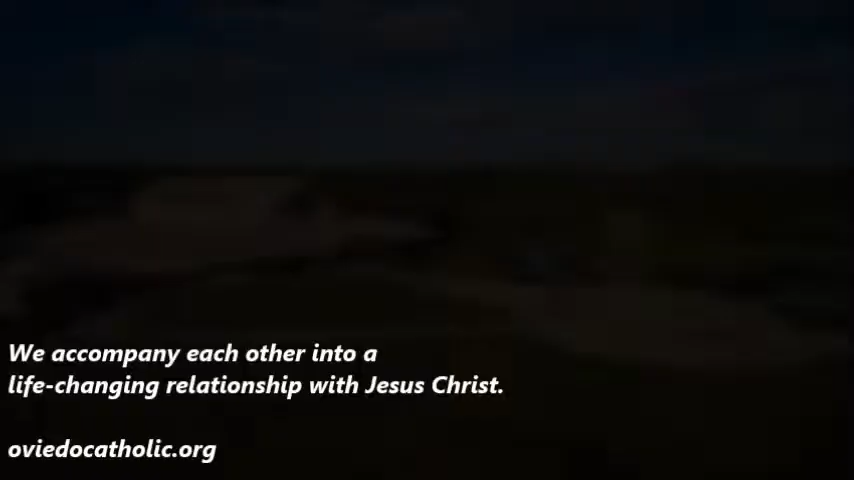 We accompany each other into a
life-changing relationship with Jesus Christ.
oviedocatholic.org